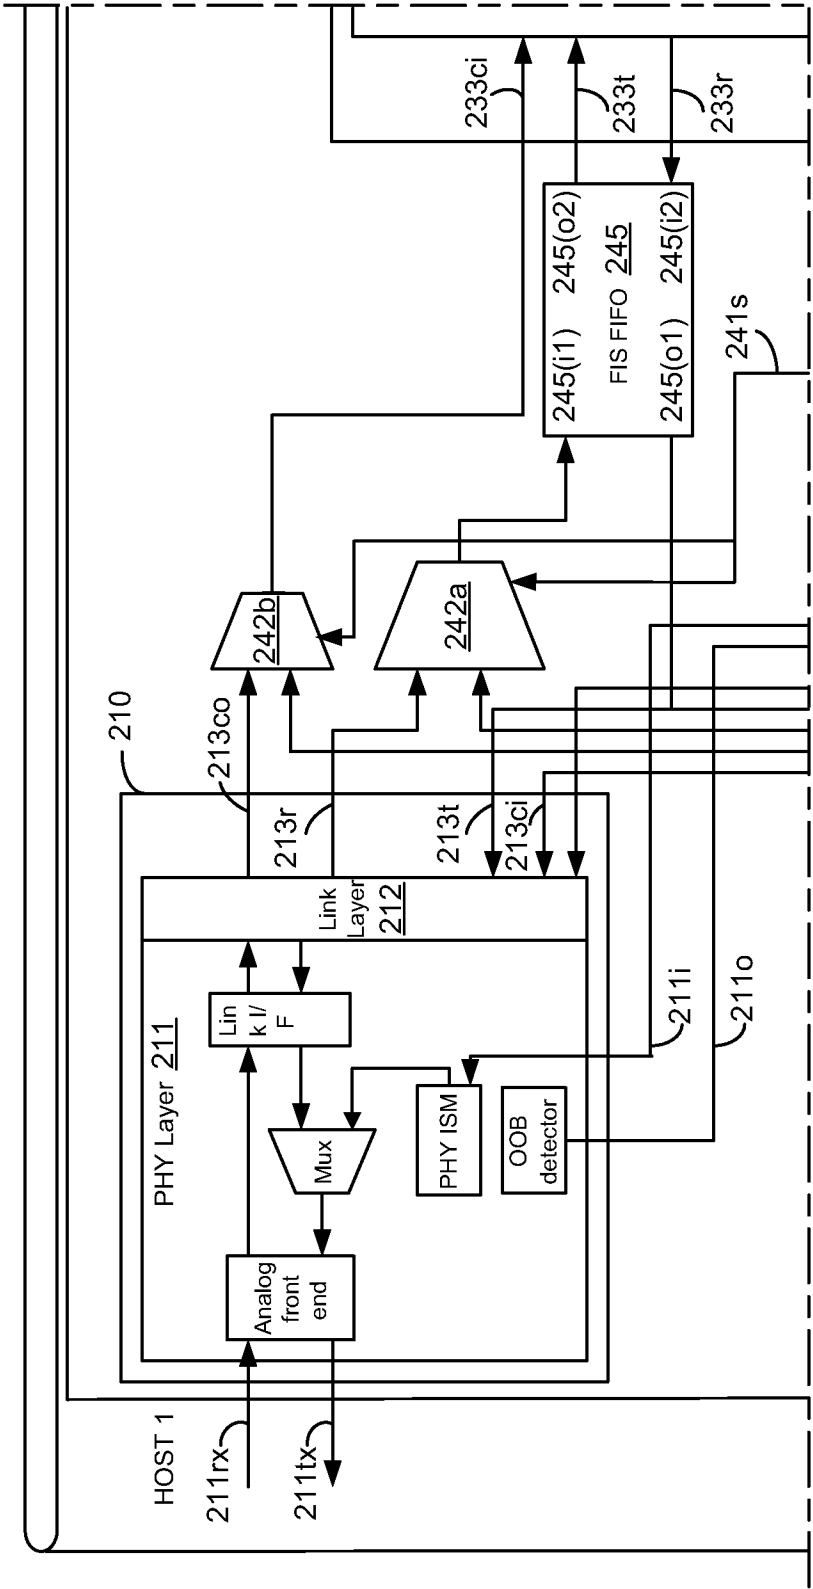 HOST 1
211rx
211tx
210
PHY Layer 211
Analog
front
end
Mux
Lin
k I/
F
PHY ISM
OOB
detector
Link
Layer
212
213co
213r
213t
213ci
211i
211o
242b
242a
241s
245(i1)
245(o2)
FIS FIFO 245
245(o1)
245(i2)
233ci
233t
233r